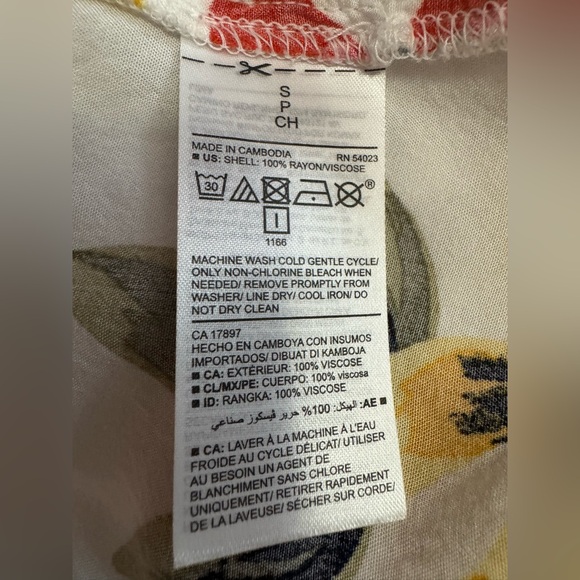 S
P
CH
MADE IN CAMBODIA RN 54023
■ US: SHELL: 100% RAYON/VISCOSE
30
®
1166
MACHINE WASH COLD GENTLE CYCLE/
ONLY NON-CHLORINE BLEACH WHEN
NEEDED/ REMOVE PROMPTLY FROM
WASHER/ LINE DRY/ COOL IRON/ DO
NOT DRY CLEAN
CA 17897
HECHO EN CAMBOYA CON INSUMOS
IMPORTADOS/ DIBUAT DI KAMBOJA
■ CA: EXTÉRIEUR: 100% VISCOSE
■ CL/MX/PE: CUERPO: 100% viscosa
■ ID: RANGKA: 100% VISCOSE
■ AE: الهيكل: 100% حرير ڤيسكوز صناعي
■ CA: LAVER À LA MACHINE À L'EAU
FROIDE AU CYCLE DÉLICAT/ UTILISER
AU BESOIN UN AGENT DE
BLANCHIMENT SANS CHLORE
UNIQUEMENT/ RETIRER RAPIDEMENT
DE LA LAVEUSE/ SÉCHER SUR CORDE/